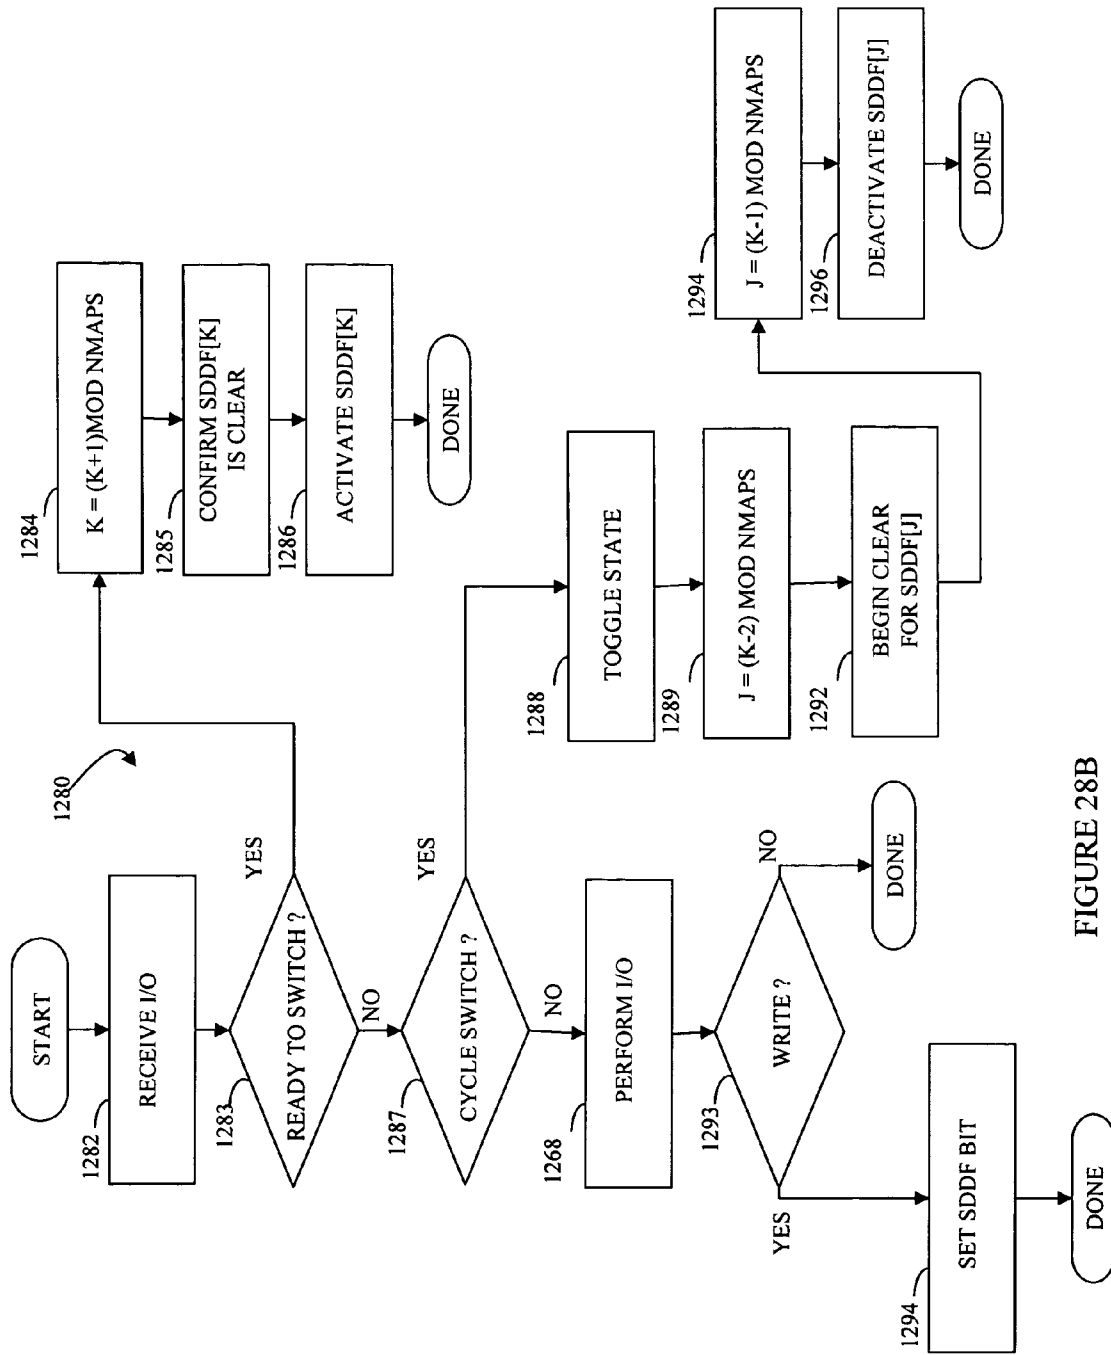 1280
START
1282
RECEIVE I/O
1283
READY TO SWITCH ?
YES
NO
1284
K = (K+1)MOD NMAPS
1285
CONFIRM SDDF[K]
IS CLEAR
1286
ACTIVATE SDDF[K]
DONE
1287
CYCLE SWITCH ?
YES
NO
1288
TOGGLE STATE
1289
J = (K-2) MOD NMAPS
1292
BEGIN CLEAR
FOR SDDF[J]
1294
J = (K-1) MOD NMAPS
1296
DEACTIVATE SDDF[J]
DONE
1268
PERFORM I/O
1293
WRITE ?
NO
DONE
YES
1294
SET SDDF BIT
DONE
FIGURE 28B